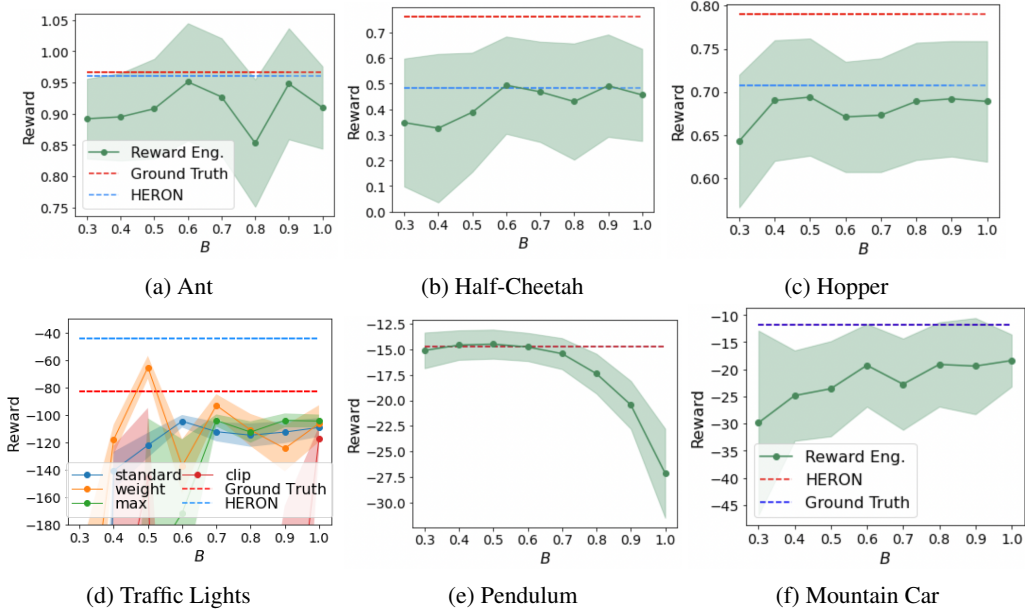 1.05
1.00
0.95
0.90
0.85
0.80
0.75
Reward
Reward Eng.
Ground Truth
HERON
0.3 0.4 0.5 0.6 0.7 0.8 0.9 1.0
B
(a) Ant
0.7
0.6
0.5
0.4
0.3
0.2
0.1
0.0
Reward
0.3 0.4 0.5 0.6 0.7 0.8 0.9 1.0
B
(b) Half-Cheetah
0.80
0.75
0.70
0.65
0.60
Reward
0.3 0.4 0.5 0.6 0.7 0.8 0.9 1.0
B
(c) Hopper
−40
−60
−80
−100
−120
−140
−160
−180
Reward
standard clip
weight Ground Truth
max HERON
0.3 0.4 0.5 0.6 0.7 0.8 0.9 1.0
B
(d) Traffic Lights
−12.5
−15.0
−17.5
−20.0
−22.5
−25.0
−27.5
−30.0
Reward
0.3 0.4 0.5 0.6 0.7 0.8 0.9 1.0
B
(e) Pendulum
−10
−15
−20
−25
−30
−35
−40
−45
Reward
Reward Eng.
HERON
Ground Truth
0.3 0.4 0.5 0.6 0.7 0.8 0.9 1.0
B
(f) Mountain Car